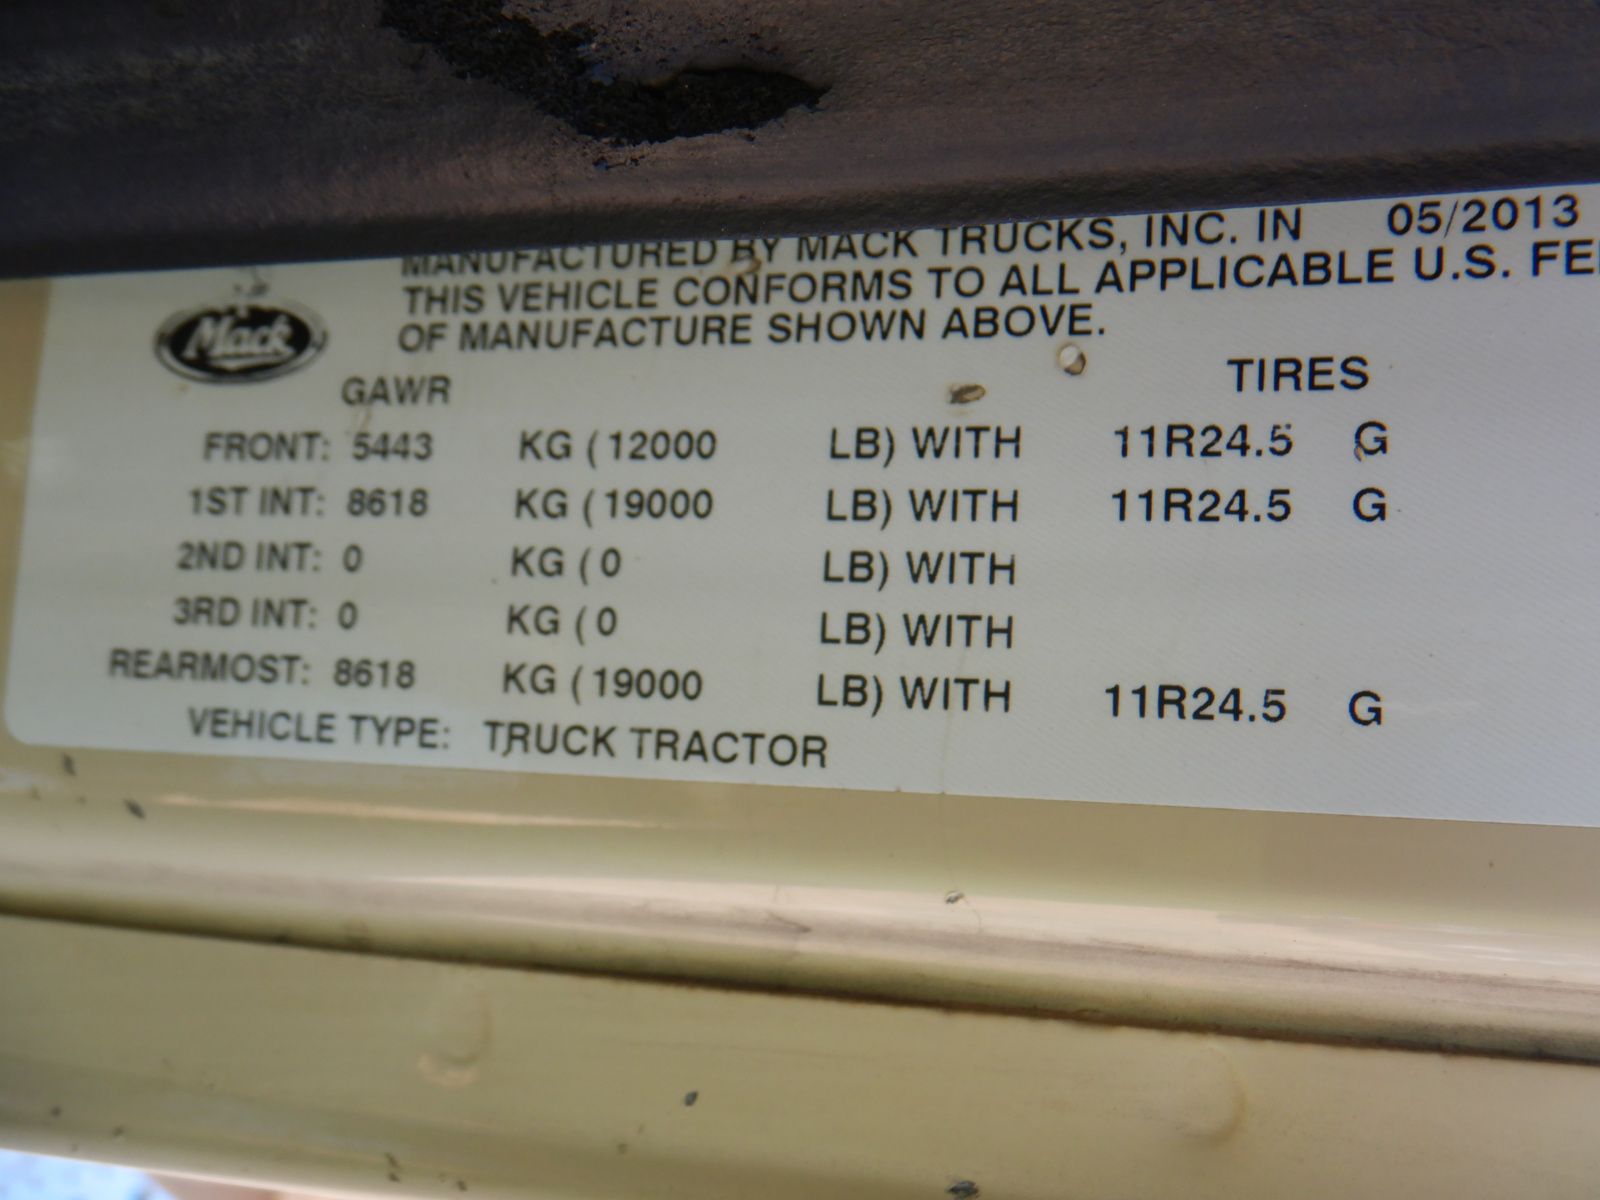 MANUFACTURED BY MACK TRUCKS, INC. IN 05/2013
THIS VEHICLE CONFORMS TO ALL APPLICABLE U.S.
OF MANUFACTURE SHOWN ABOVE.
Mack
GAWR TIRES
FRONT: 5443 KG (12000 LB) WITH 11R24.5 G
1ST INT: 8618 KG (19000 LB) WITH 11R24.5 G
2ND INT: 0 KG (0 LB) WITH
3RD INT: 0 KG (0 LB) WITH
REARMOST: 8618 KG (19000 LB) WITH 11R24.5 G
VEHICLE TYPE: TRUCK TRACTOR